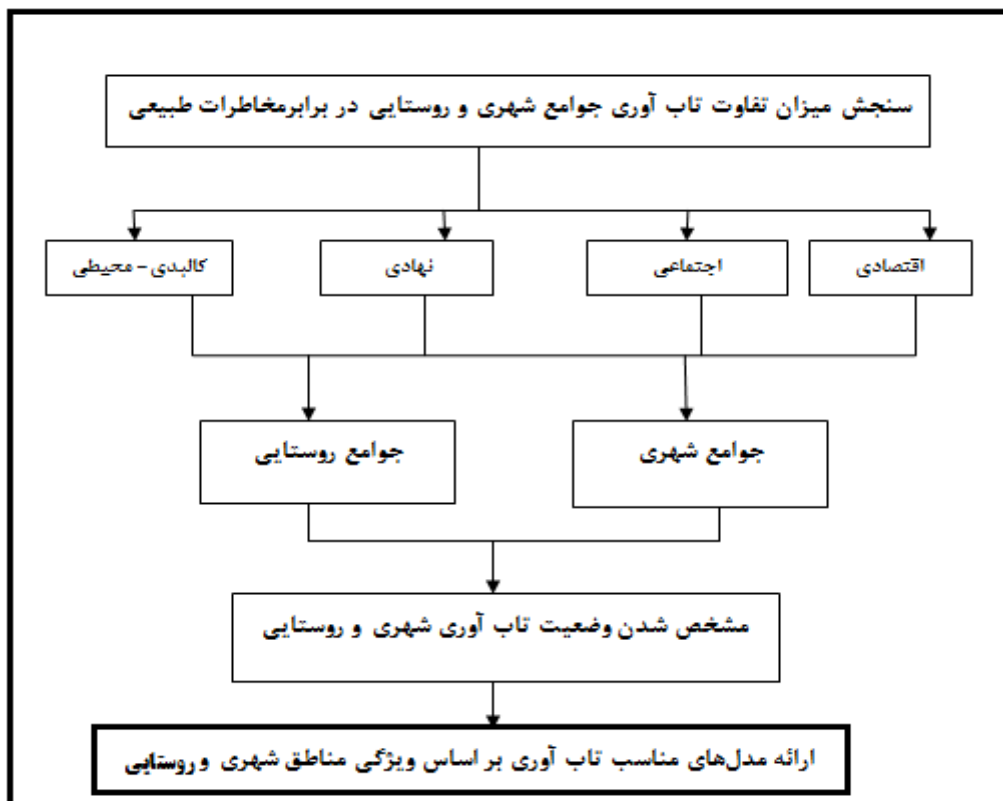 سنجش میزان تفاوت تاب آوری جوامع شهری و روستایی در برابرمخاطرات طبیعی
اقتصادی
اجتماعی
نهادی
کالبدی - محیطی
جوامع شهری
جوامع روستایی
مشخص شدن وضعیت تاب آوری شهری و روستایی
ارائه مدل‌های مناسب تاب آوری بر اساس ویژگی مناطق شهری و روستایی